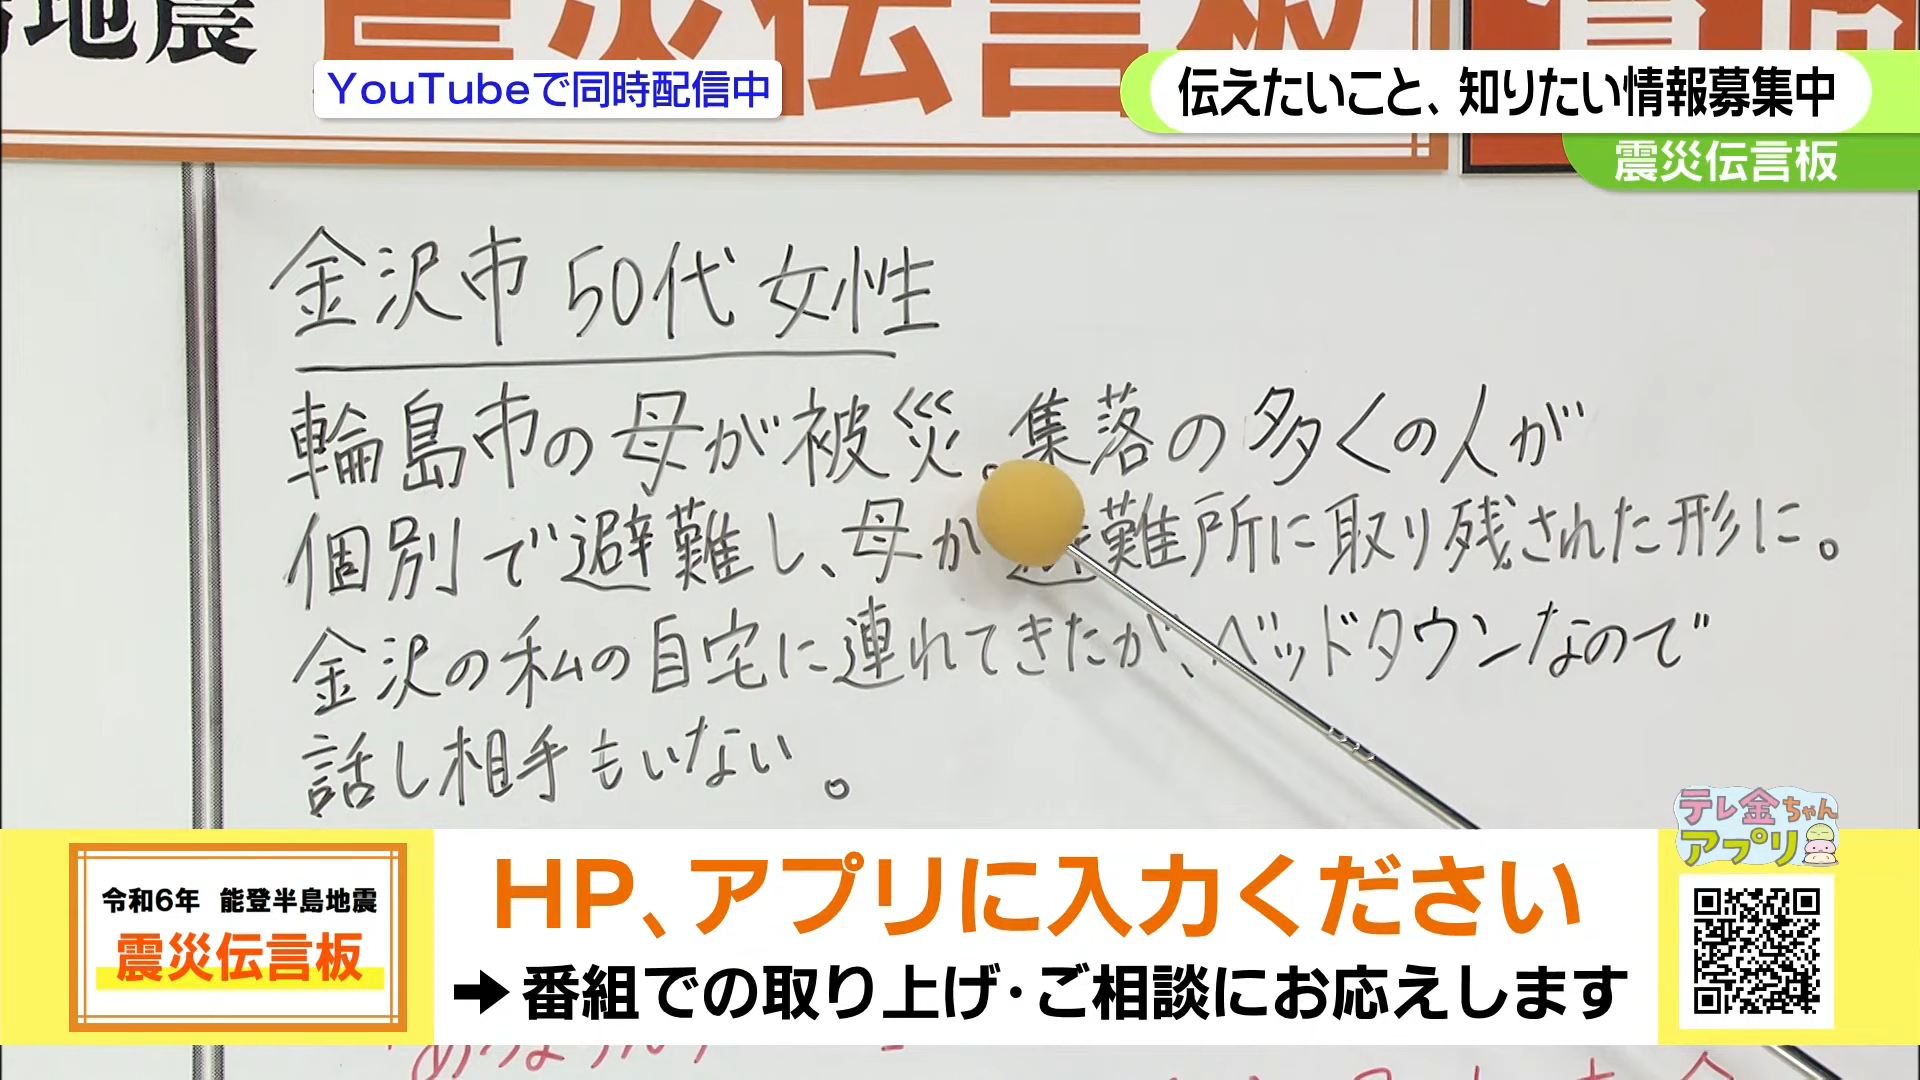 地震
震災伝言板
YouTubeで同時配信中
伝えたいこと、知りたい情報募集中
震災伝言板
金沢市 50代 女性
輪島市の母が被災。集落の多くの人が
個別で避難し、母が避難所に取り残された形に。
金沢の私の自宅に連れてきたが、ベッドタウンなので
話し相手もいない。
テレ金ちゃん
アプリ
令和6年 能登半島地震
震災伝言板
HP、アプリに入力ください
➡番組での取り上げ・ご相談にお応えします